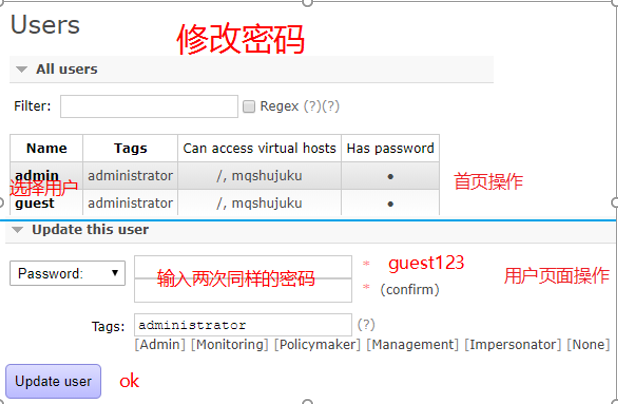 Users
修改密码
All users
Filter: Regex (?)(?)
Name Tags Can access virtual hosts Has password
admin administrator /, mqshujuku ●
选择用户 首页操作
guest administrator /, mqshujuku ●
Update this user
Password: 输入两次同样的密码 * guest123 用户页面操作
* (confirm)
Tags: administrator (?)
[Admin] [Monitoring] [Policymaker] [Management] [Impersonator] [None]
Update user ok